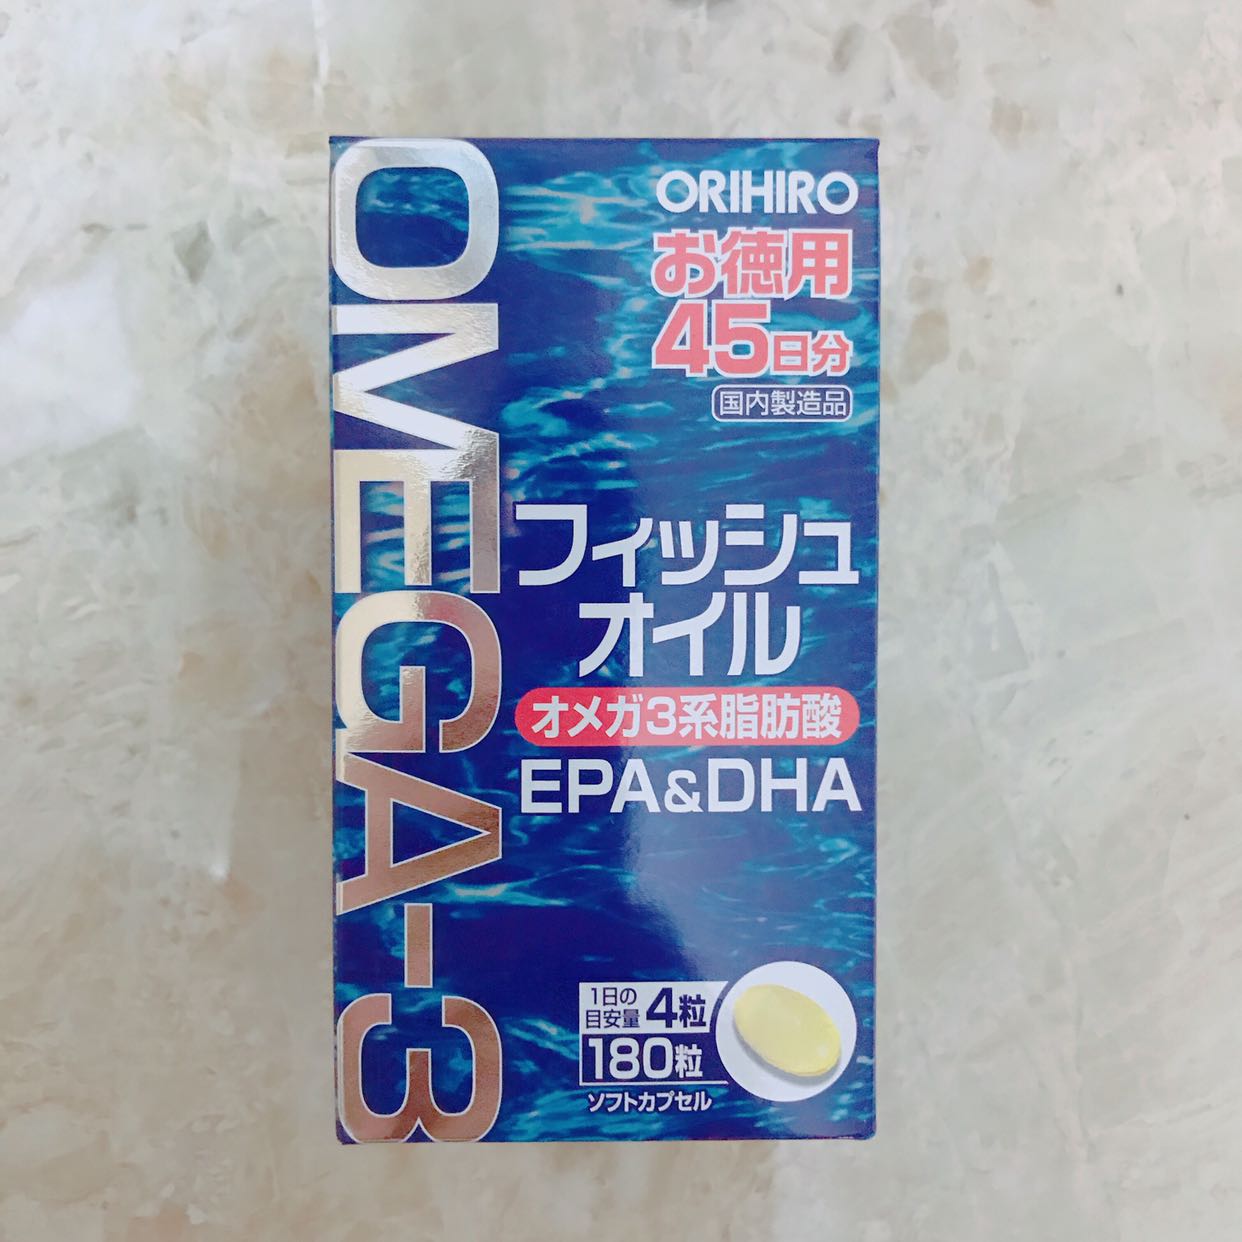 OMEGA-3
ORIHIRO
お徳用
45日分
国内製造品
フィッシュ
オイル
オメガ3系脂肪酸
EPA&DHA
1日の
目安量 4粒
180粒
ソフトカプセル